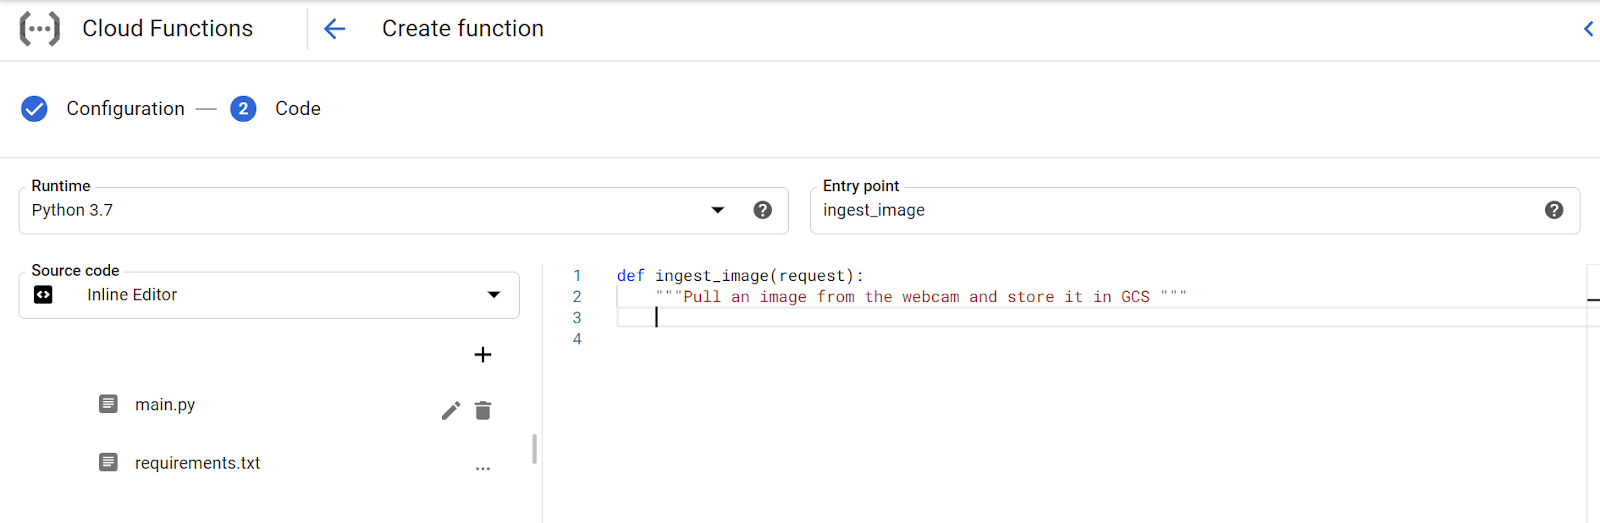 Cloud Functions
Create function
Configuration
2 Code
Runtime
Python 3.7
Entry point
ingest_image
Source code
Inline Editor
main.py
requirements.txt
1 def ingest_image(request):
2 """Pull an image from the webcam and store it in GCS """
3
4